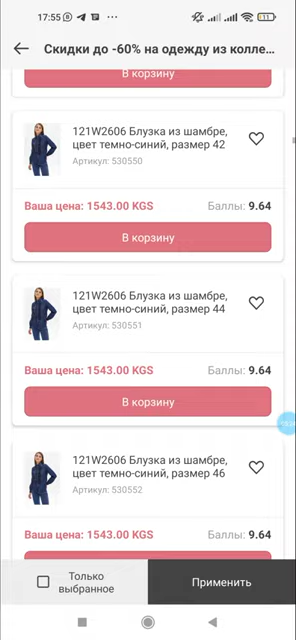 17:55
11
Скидки до -60% на одежду из колле...
В корзину
121W2606 Блузка из шамбре,
цвет темно-синий, размер 42
Артикул: 530550
Ваша цена: 1543.00 KGS
Баллы: 9.64
В корзину
121W2606 Блузка из шамбре,
цвет темно-синий, размер 44
Артикул: 530551
Ваша цена: 1543.00 KGS
Баллы: 9.64
В корзину
121W2606 Блузка из шамбре,
цвет темно-синий, размер 46
Артикул: 530552
Ваша цена: 1543.00 KGS
Баллы: 9.64
Только
выбранное
Применить